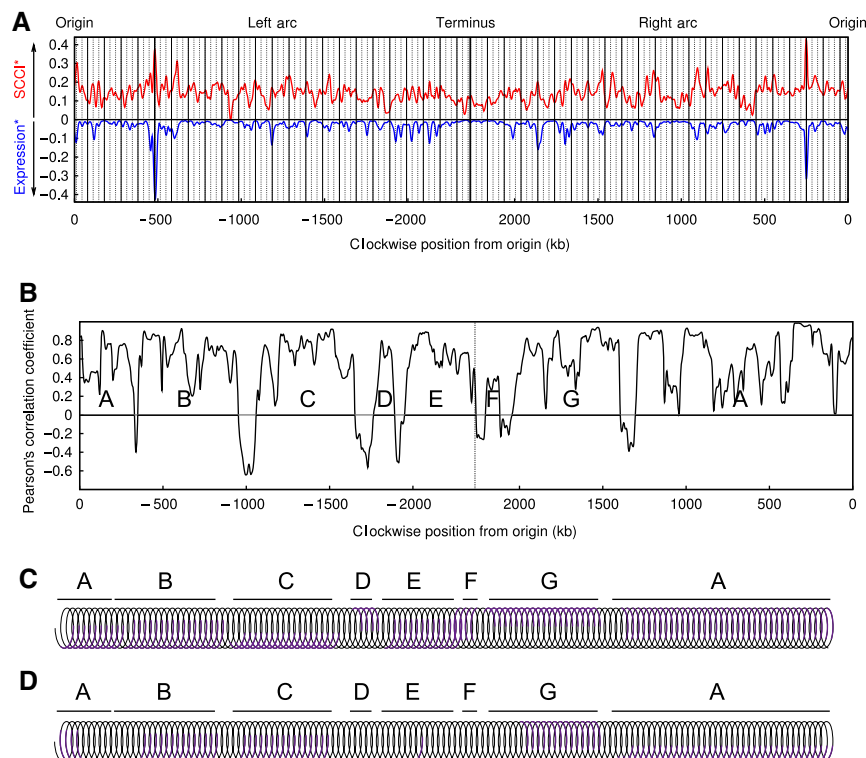 A
Origin Left arc Terminus Right arc Origin
SCCI*
Expression*
0.4
0.3
0.2
0.1
0
−0.1
−0.2
−0.3
−0.4
0 −500 −1000 −1500 −2000 2000 1500 1000 500 0
Clockwise position from origin (kb)
B
Pearson's correlation coefficient
0.8
0.6
0.4
0.2
0
−0.2
−0.4
−0.6
A B C D E F G A
0 −500 −1000 −1500 −2000 2000 1500 1000 500 0
Clockwise position from origin (kb)
C
A B C D E F G A
D
A B C D E F G A